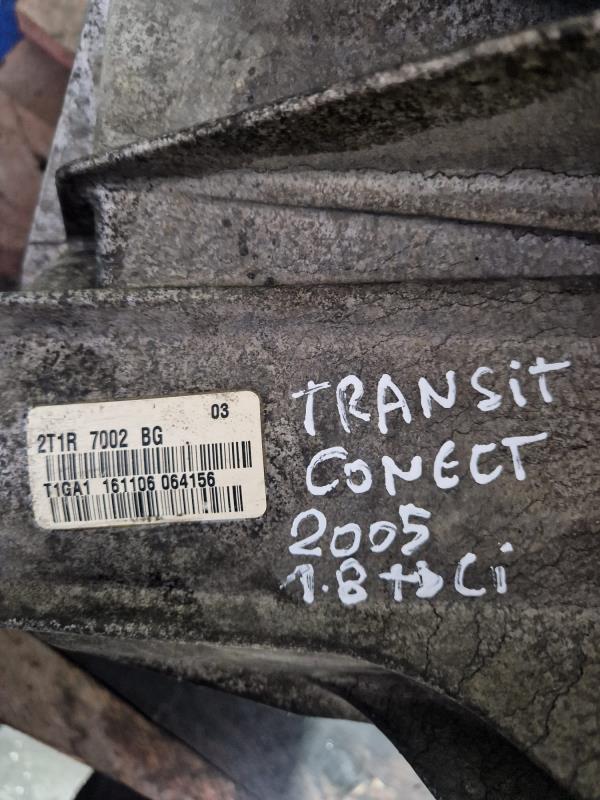 03
2T1R 7002 BG
T1GA1 161106 064156
TRANSiT
CONECT
2005
1.8 tDCi